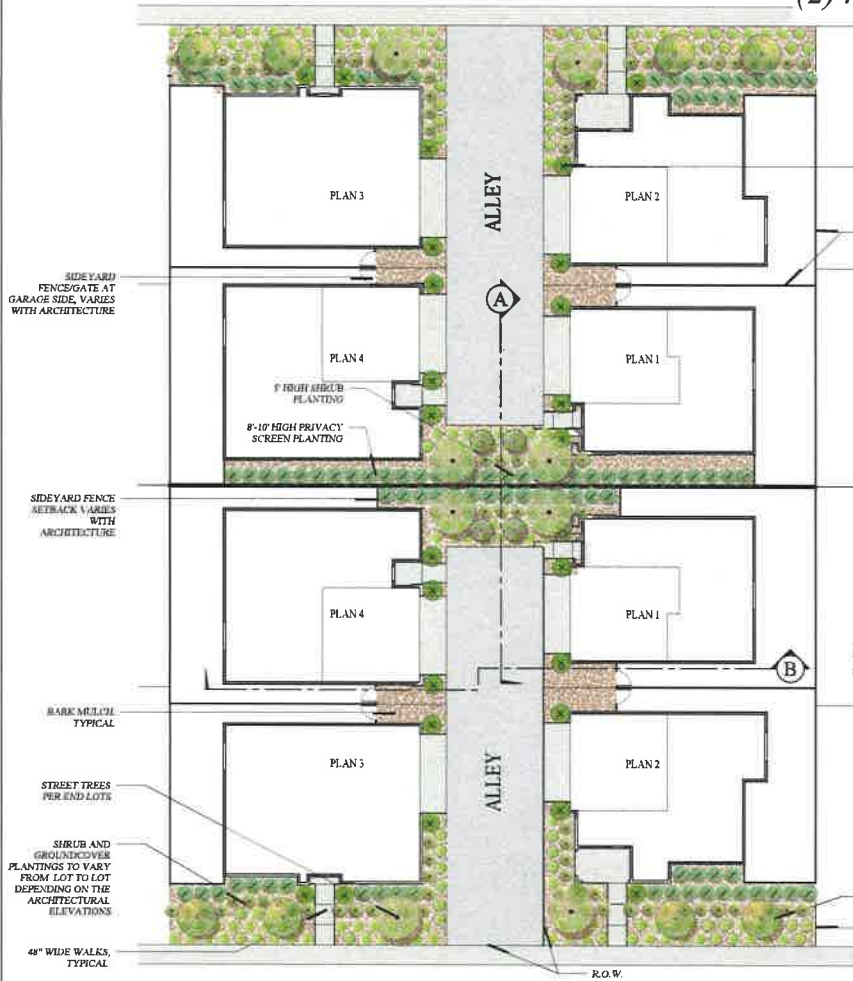 ALLEY
PLAN 3
PLAN 2
SIDEYARD
FENCE/GATE AT
GARAGE SIDE, VARIES
WITH ARCHITECTURE
A
PLAN 4
PLAN 1
5' HIGH SHRUB
PLANTING
8'-10' HIGH PRIVACY
SCREEN PLANTING
SIDEYARD FENCE
SETBACK VARIES
WITH
ARCHITECTURE
PLAN 4
PLAN 1
B
BARK MULCH,
TYPICAL
PLAN 3
PLAN 2
ALLEY
STREET TREES
PER END LOTS
SHRUB AND
GROUNDCOVER
PLANTINGS TO VARY
FROM LOT TO LOT
DEPENDING ON THE
ARCHITECTURAL
ELEVATIONS
48" WIDE WALKS,
TYPICAL
R.O.W.